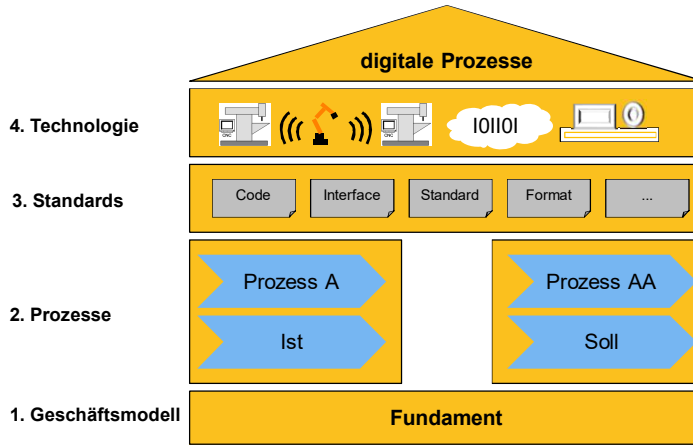 digitale Prozesse
4. Technologie
CNC
CNC
101101
3. Standards
Code
Interface
Standard
Format
...
2. Prozesse
Prozess A
Prozess AA
Ist
Soll
1. Geschäftsmodell
Fundament